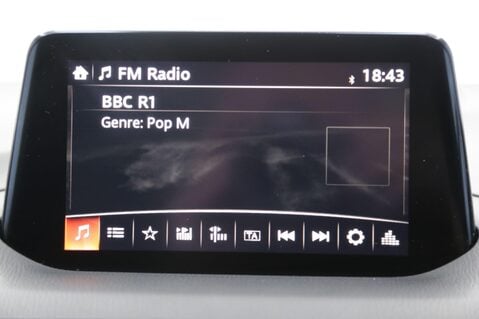 FM Radio 18:43
BBC R1
Genre: Pop M
TA